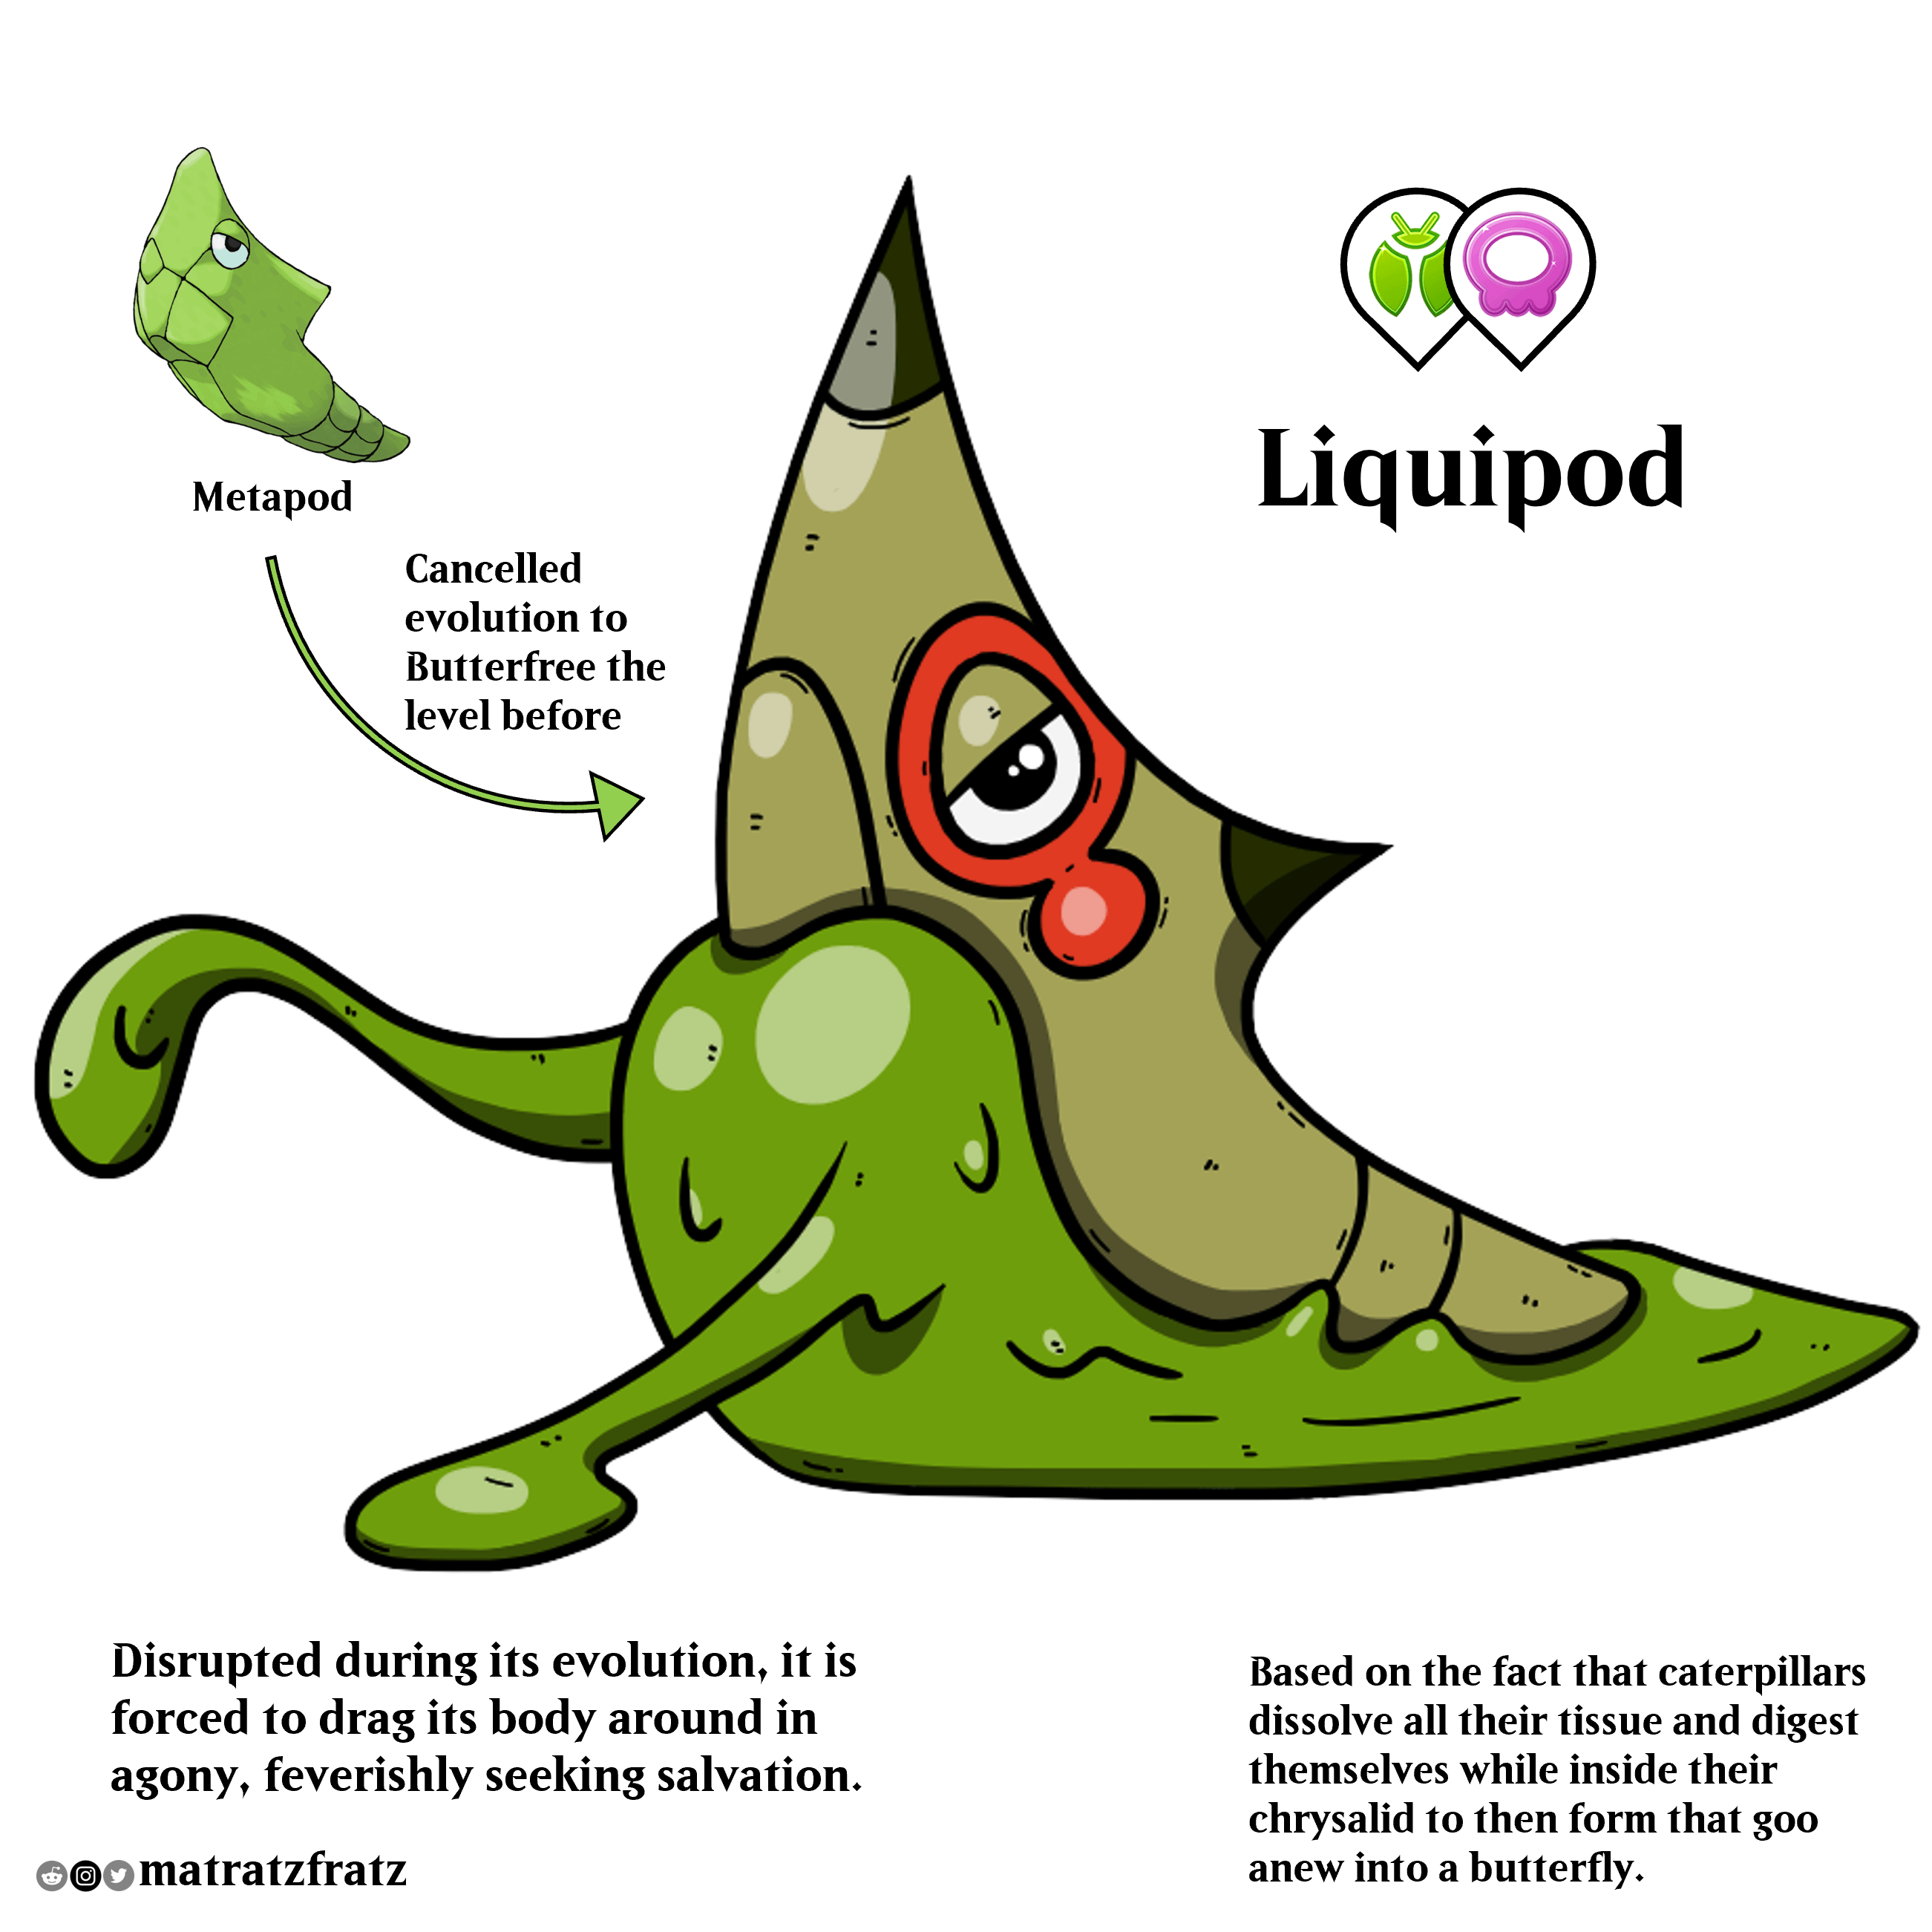 Liquipod
Metapod
Cancelled
evolution to
Butterfree the
level before
Disrupted during its evolution, it is
forced to drag its body around in
agony, feverishly seeking salvation.
matratzfratz
Based on the fact that caterpillars
dissolve all their tissue and digest
themselves while inside their
chrysalid to then form that goo
anew into a butterfly.